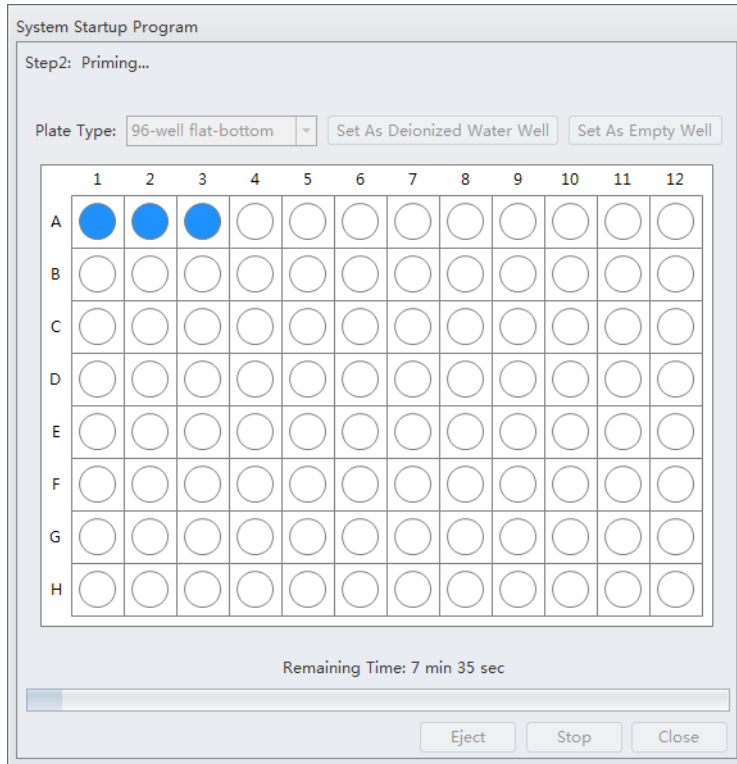 System Startup Program
Step2: Priming...
Plate Type: 96-well flat-bottom Set As Deionized Water Well Set As Empty Well
1 2 3 4 5 6 7 8 9 10 11 12
A
B
C
D
E
F
G
H
Remaining Time: 7 min 35 sec
Eject Stop Close